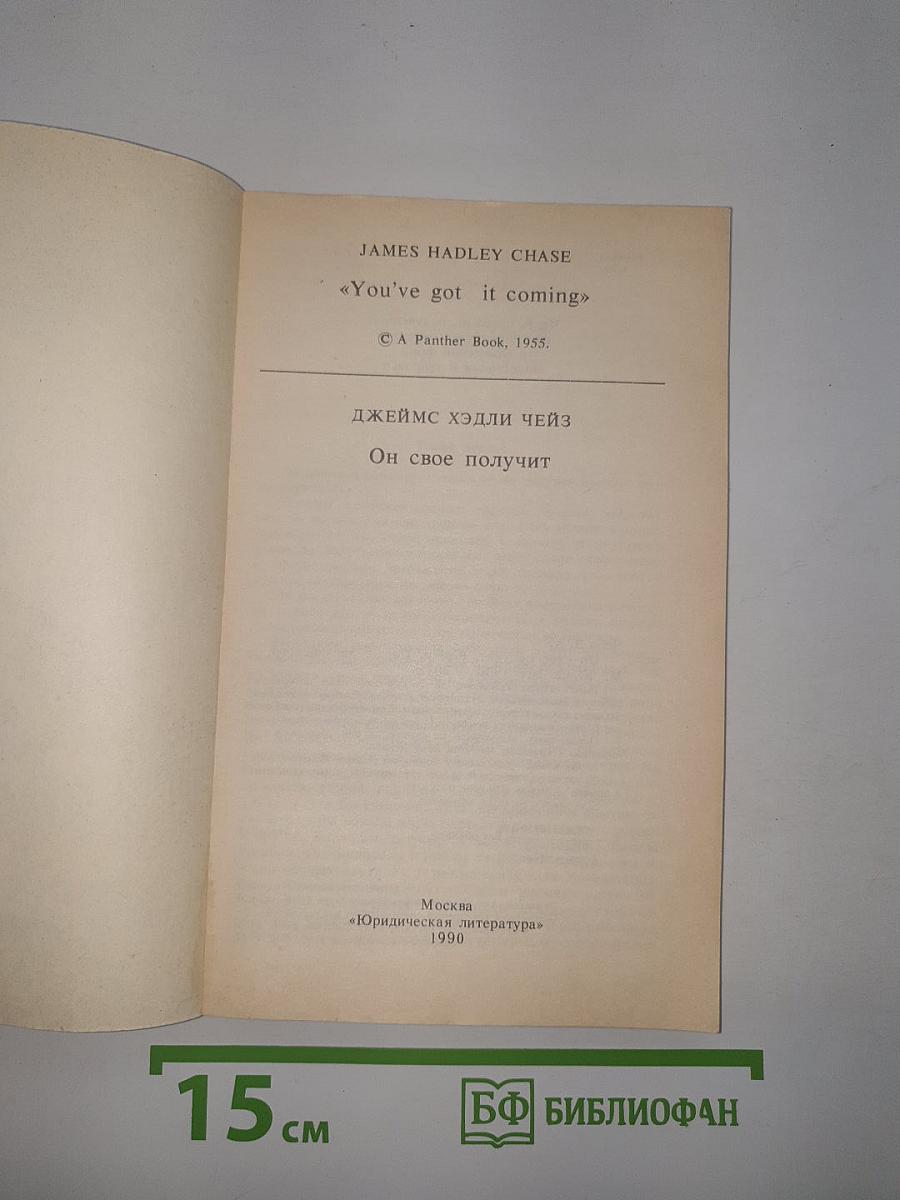 JAMES HADLEY CHASE
«You've got it coming»
© A Panther Book, 1955.
ДЖЕЙМС ХЭДЛИ ЧЕЙЗ
Он свое получит
Москва
«Юридическая литература»
1990
15 см
БФ БИБЛИОФАН